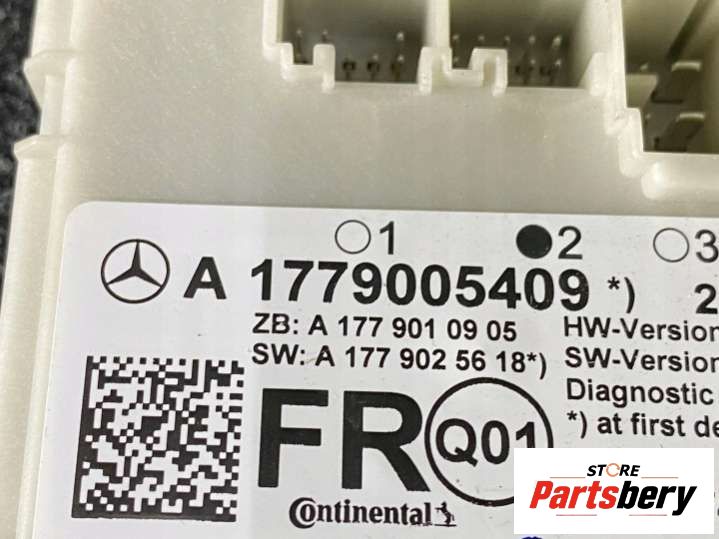 1 2 3
A 1779005409 *) 2
ZB: A 177 901 09 05 HW-Version
SW: A 177 902 56 18*) SW-Version
Diagnostic
*) at first de
FR Q01
Continental
STORE
Partsbery